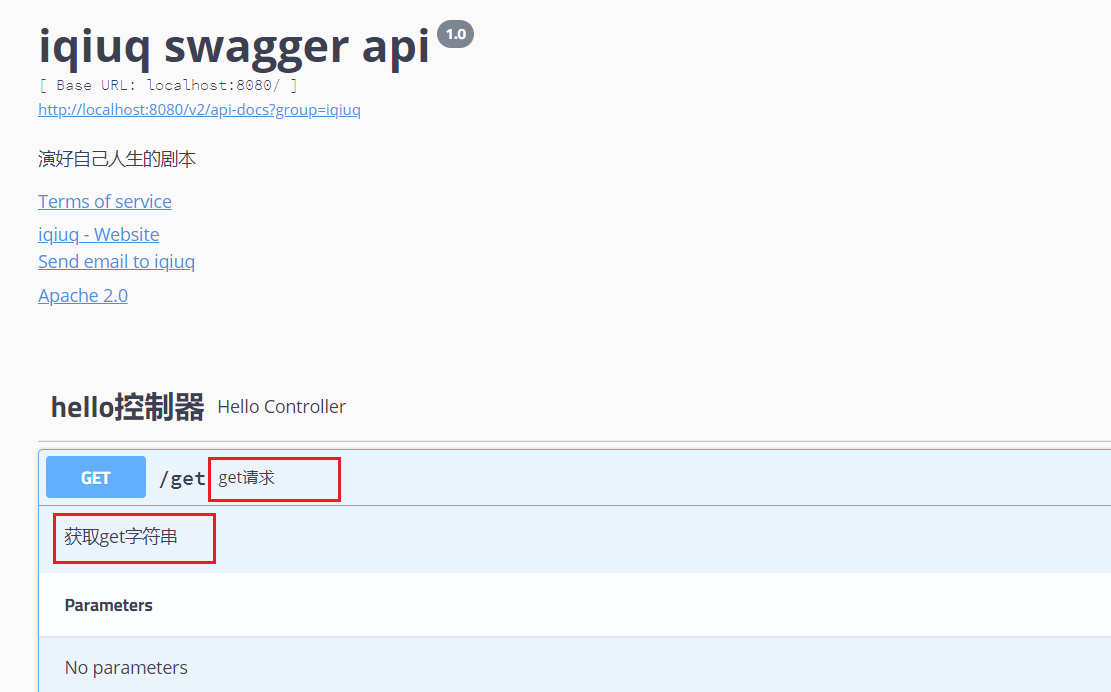 iqiuq swagger api 1.0
[ Base URL: localhost:8080/ ]
http://localhost:8080/v2/api-docs?group=iqiuq
演好自己人生的剧本
Terms of service
iqiuq - Website
Send email to iqiuq
Apache 2.0
hello控制器 Hello Controller
GET /get get请求
获取get字符串
Parameters
No parameters